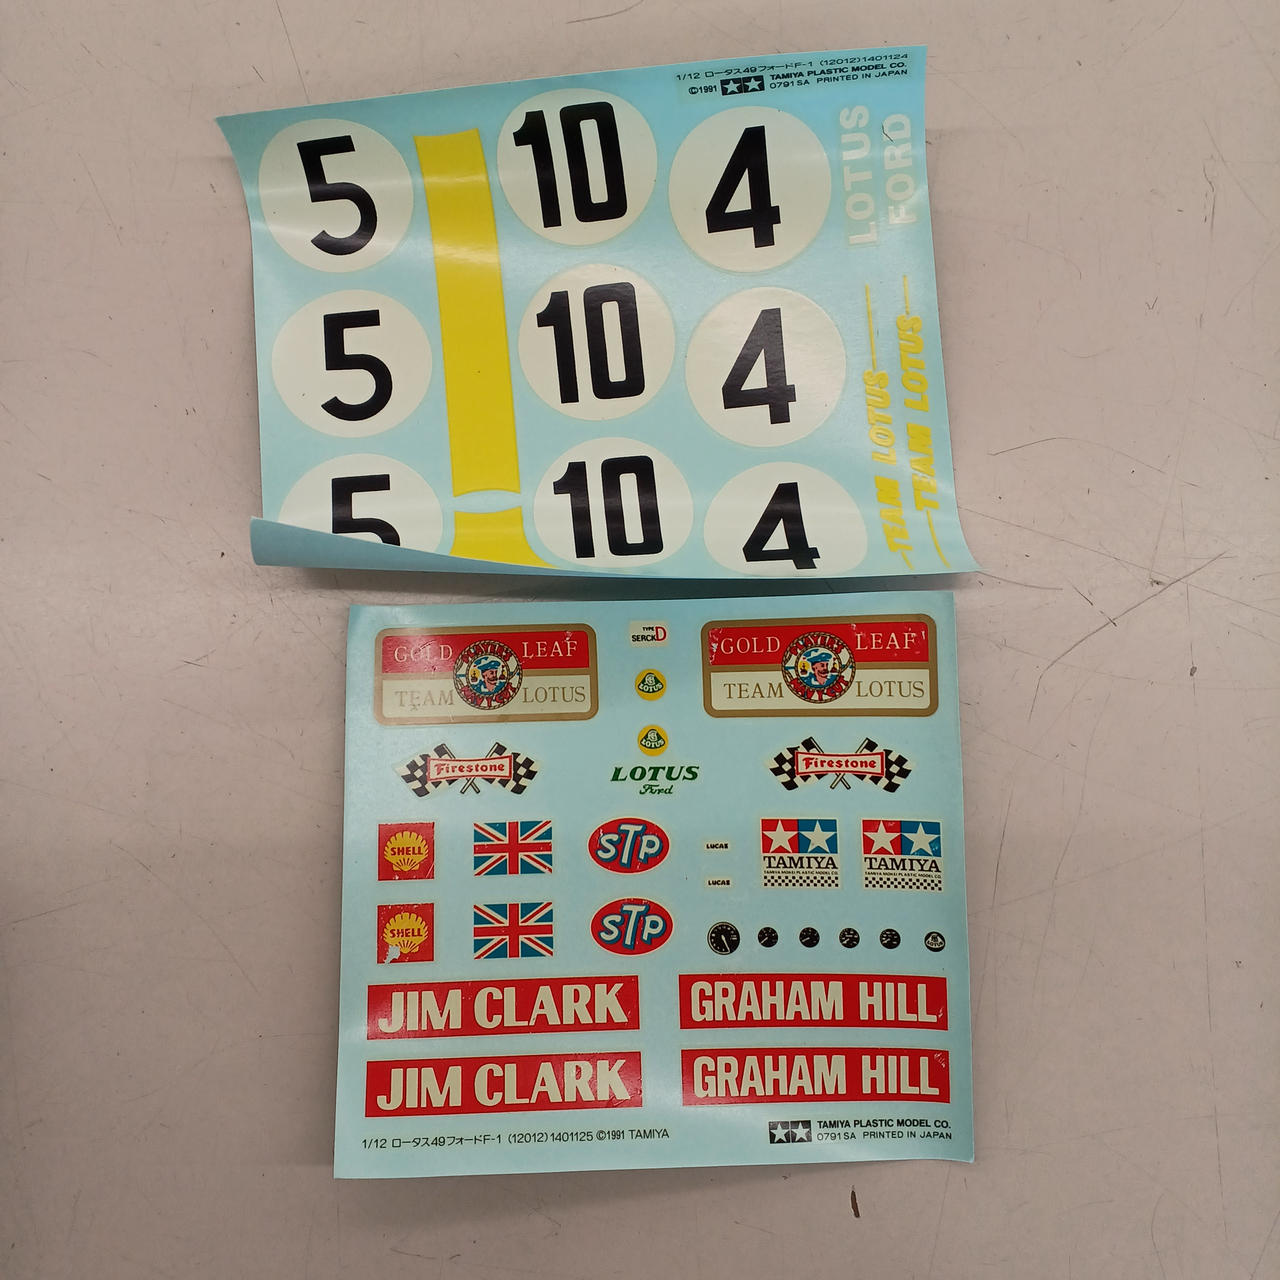 1/12 ロータス49フォードF-1 (12012)1401124
©1991 TAMIYA PLASTIC MODEL CO.
0791 SA PRINTED IN JAPAN
5 10 4
5 10 4
5 10 4
LOTUS
FORD
TEAM LOTUS
TEAM LOTUS
GOLD LEAF
TEAM LOTUS
TYPE
SERCK D
GOLD LEAF
TEAM LOTUS
LOTUS
LOTUS
Firestone
LOTUS
Ford
Firestone
SHELL
STP
LUCAS
LUCAS
TAMIYA
TAMIYA
SHELL
STP
JIM CLARK
GRAHAM HILL
JIM CLARK
GRAHAM HILL
1/12 ロータス49フォードF-1 (12012)1401125 ©1991 TAMIYA
TAMIYA PLASTIC MODEL CO.
0791 SA PRINTED IN JAPAN